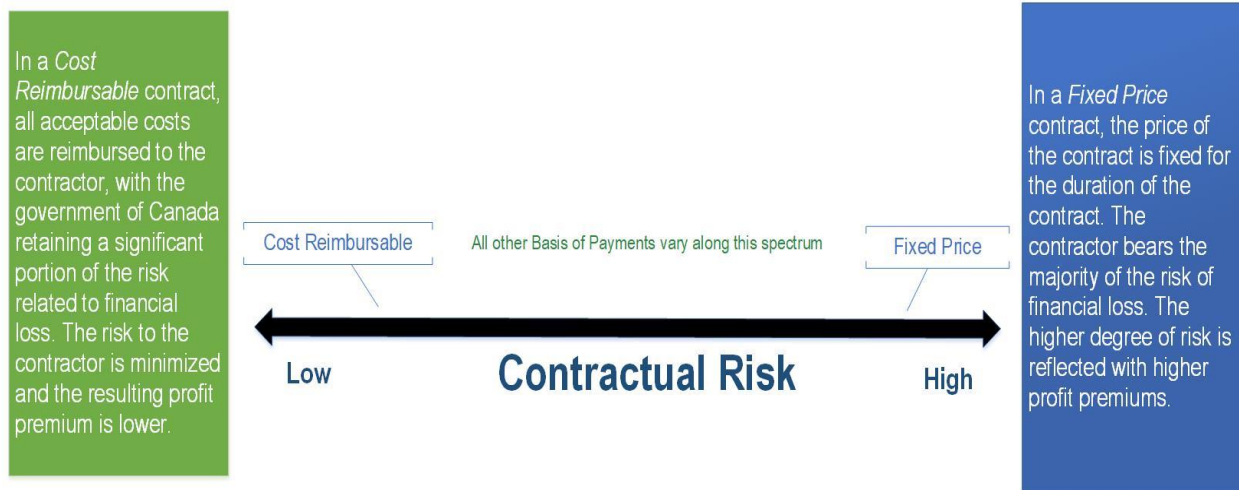 In a Cost
Reimbursable contract,
all acceptable costs
are reimbursed to the
contractor, with the
government of Canada
retaining a significant
portion of the risk
related to financial
loss. The risk to the
contractor is minimized
and the resulting profit
premium is lower.
Cost Reimbursable
All other Basis of Payments vary along this spectrum
Fixed Price
Low
Contractual Risk
High
In a Fixed Price
contract, the price of
the contract is fixed for
the duration of the
contract. The
contractor bears the
majority of the risk of
financial loss. The
higher degree of risk is
reflected with higher
profit premiums.